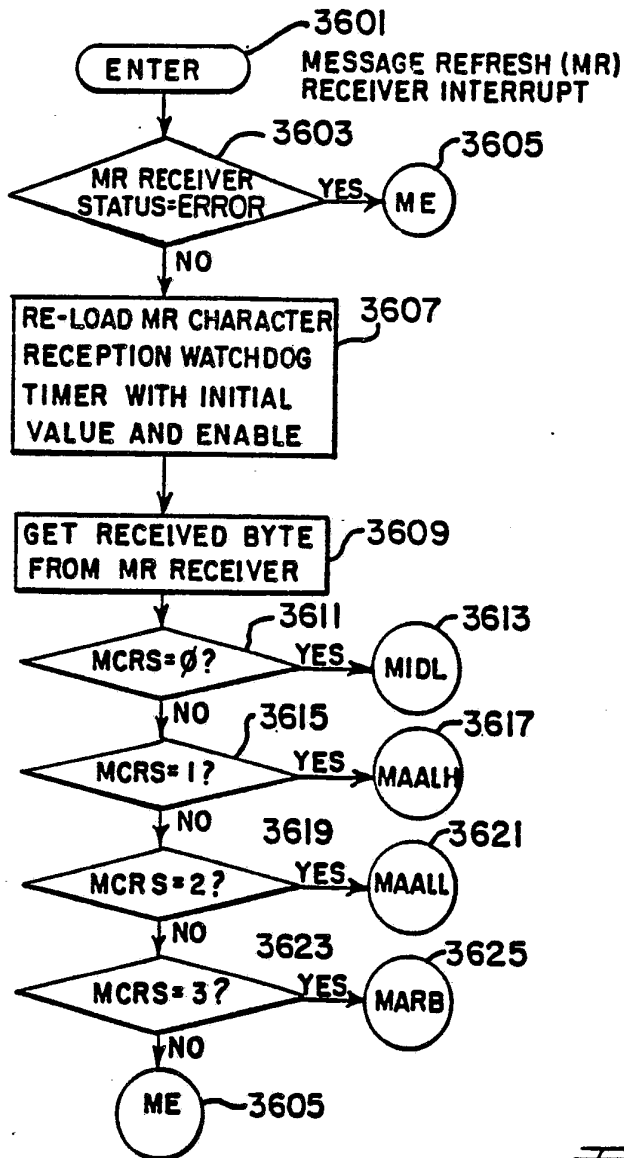 3601
ENTER
MESSAGE REFRESH (MR)
RECEIVER INTERRUPT
3603
3605
MR RECEIVER
STATUS=ERROR
YES
ME
NO
RE-LOAD MR CHARACTER
RECEPTION WATCHDOG
TIMER WITH INITIAL
VALUE AND ENABLE
3607
GET RECEIVED BYTE
FROM MR RECEIVER
3609
3611
3613
MCRS=Ø?
YES
MIDL
NO
3615
3617
MCRS=1?
YES
MAALH
NO
3619
3621
MCRS=2?
YES
MAALL
NO
3623
3625
MCRS=3?
YES
MARB
NO
ME
3605